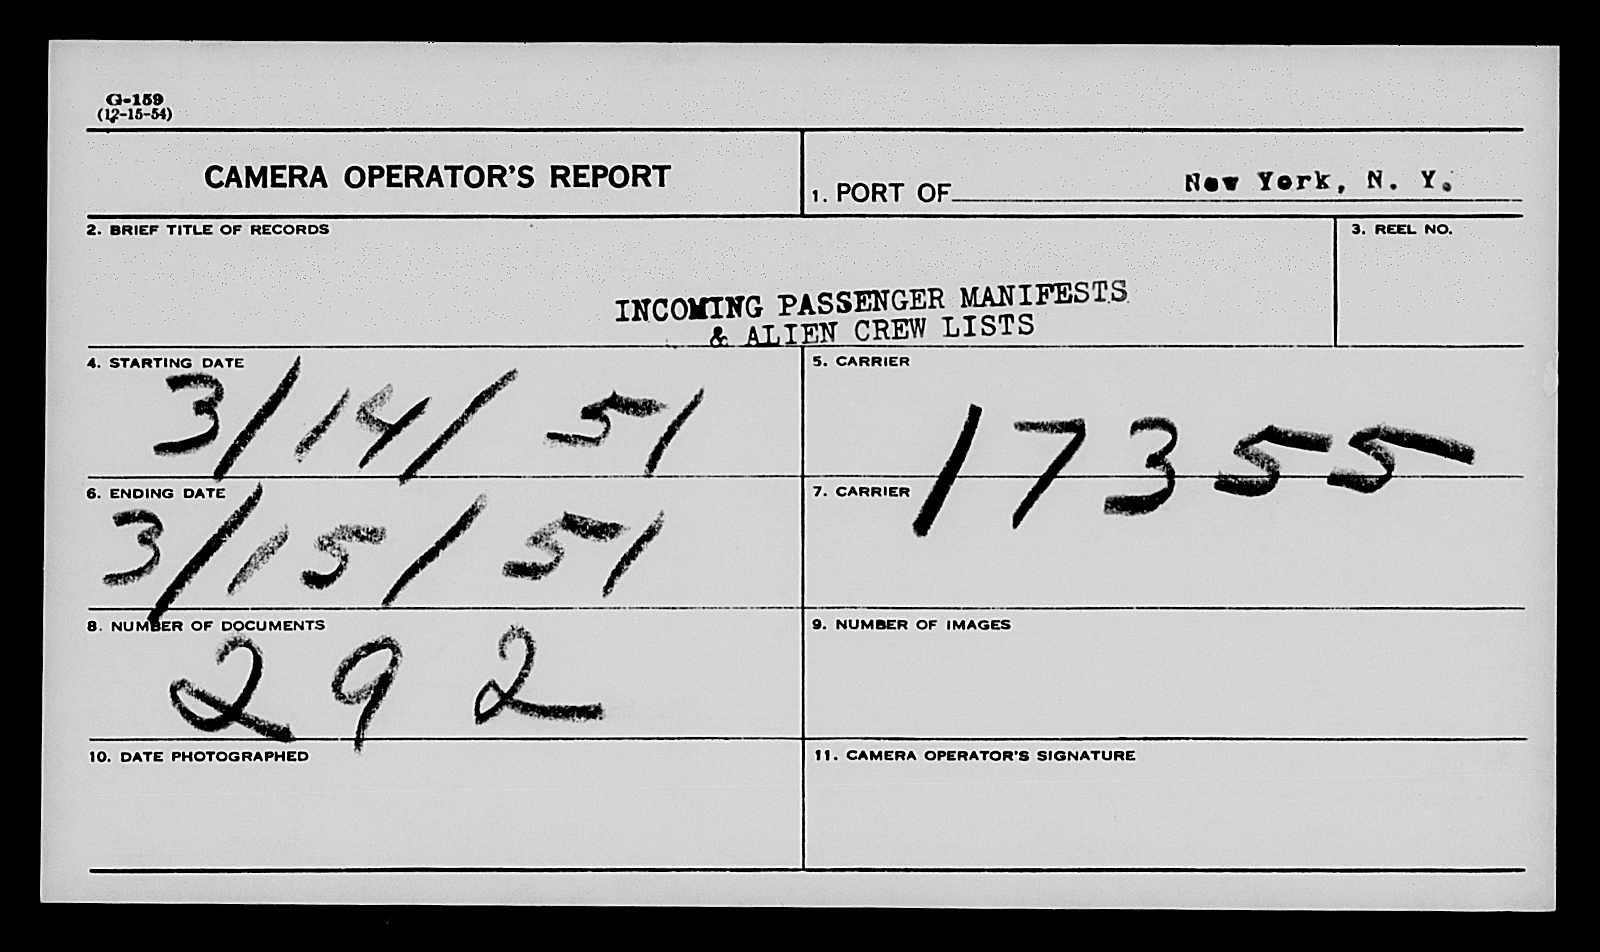 G-159
(12-15-54)
CAMERA OPERATOR'S REPORT
1. PORT OF New York, N. Y.
2. BRIEF TITLE OF RECORDS
3. REEL NO.
INCOMING PASSENGER MANIFESTS
& ALIEN CREW LISTS
4. STARTING DATE
3/14/51
5. CARRIER
17355
6. ENDING DATE
3/15/51
7. CARRIER
8. NUMBER OF DOCUMENTS
292
9. NUMBER OF IMAGES
10. DATE PHOTOGRAPHED
11. CAMERA OPERATOR'S SIGNATURE